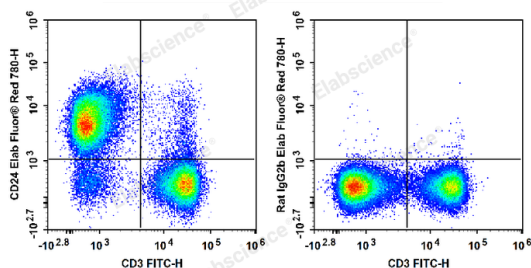 Elabscience®
Elabscience®
Elabscience®
CD24 Elab Fluor® Red 780-H
10^6
10^5
10^4
10^3
-10^2.7
-10^2.8 10^3 10^4 10^5 10^6
CD3 FITC-H
Rat IgG2b Elab Fluor® Red 780-H
10^6
10^5
10^4
10^3
-10^2.7
-10^2.8 10^3 10^4 10^5 10^6
CD3 FITC-H